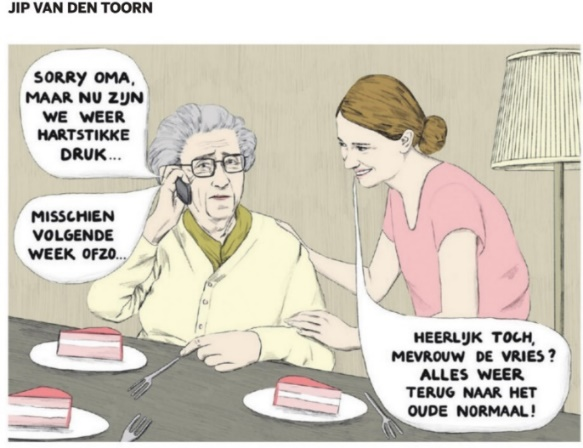 JIP VAN DEN TOORN
SORRY OMA,
MAAR NU ZIJN
WE WEER
HARTSTIKKE
DRUK...
MISSCHIEN
VOLGENDE
WEEK OFZO...
HEERLIJK TOCH,
MEVROUW DE VRIES?
ALLES WEER
TERUG NAAR HET
OUDE NORMAAL!